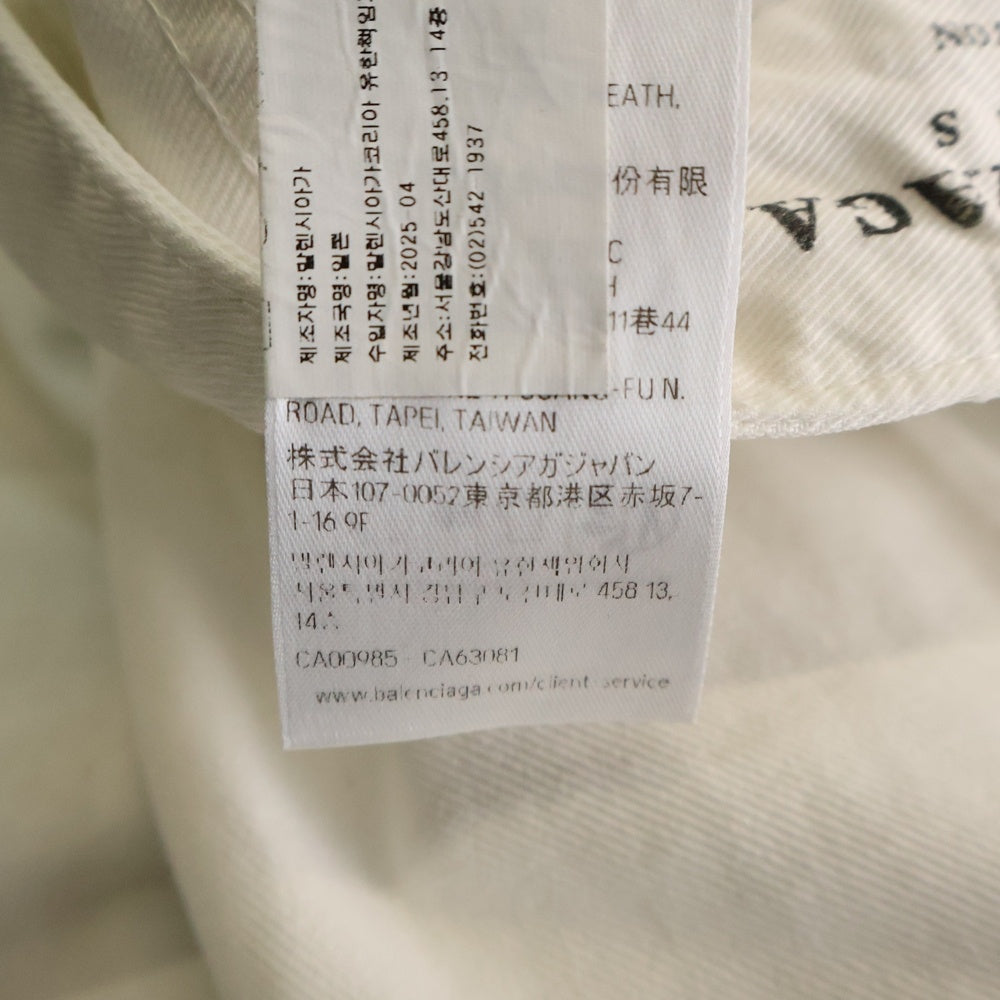 제조자명:발렌시아가
제조국명:일본
수입자명:발렌시아가코리아 유한책임
제조년월:2025 04
주소:서울강남도산대로458.13 14층
전화번호:(02)542 1937
EATH,
份有限
C
H
11巷44
-FU N.
ROAD, TAPEI, TAIWAN
株式会社バレンシアガジャパン
日本107-0052東京都港区赤坂7-
1-16 9F
458 13,
CA00985 - CA63081
www.balenciaga.com/client-service
S